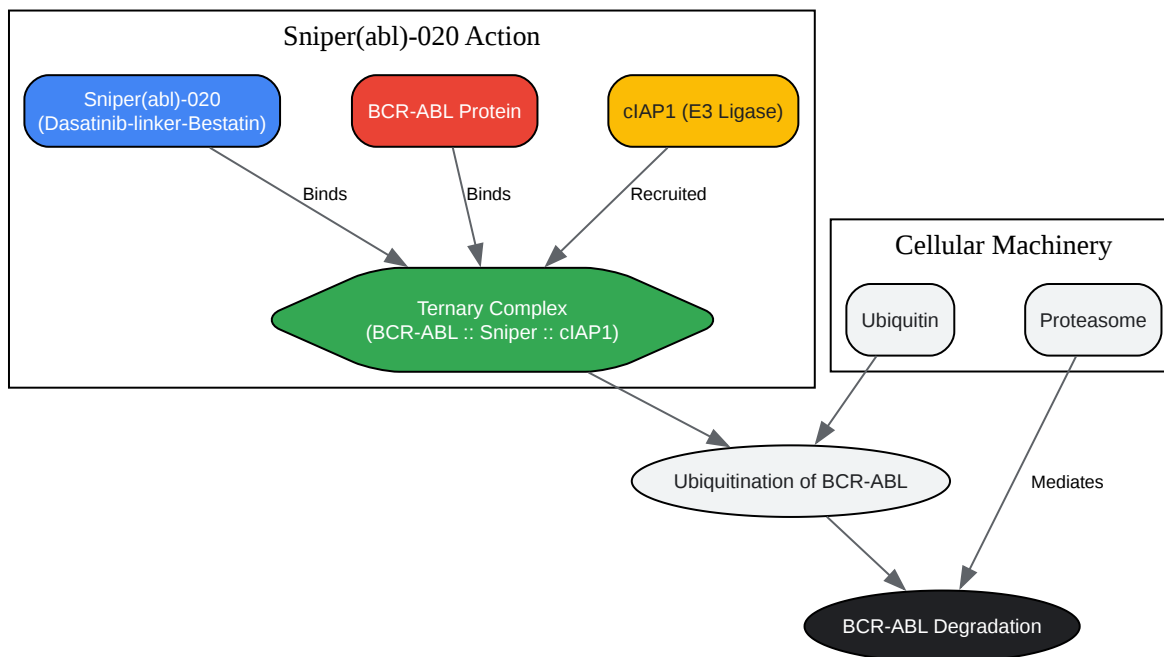 Sniper(abl)-020 Action
Sniper(abl)-020
(Dasatinib-linker-Bestatin)
BCR-ABL Protein
cIAP1 (E3 Ligase)
Binds
Binds
Recruited
Cellular Machinery
Ternary Complex
(BCR-ABL :: Sniper :: cIAP1)
Ubiquitin
Proteasome
Ubiquitination of BCR-ABL
Mediates
BCR-ABL Degradation